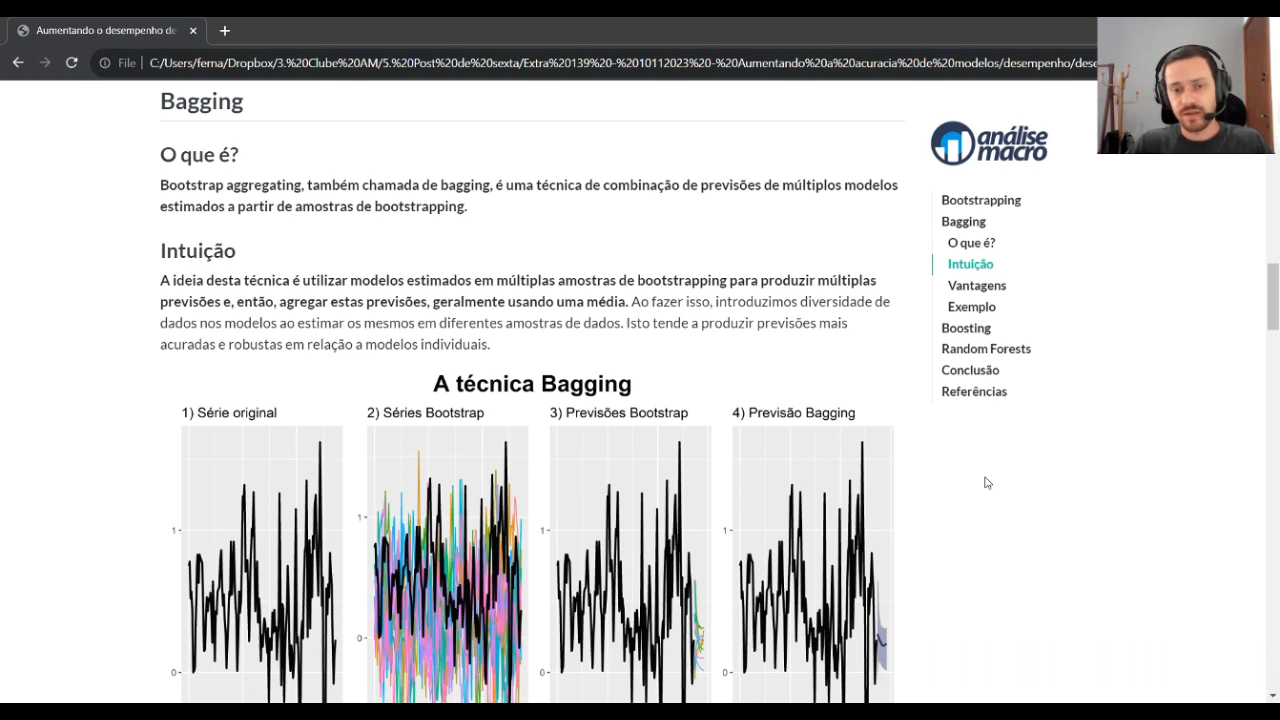 Aumentando o desempenho de
File
C:/Users/ferna/Dropbox/3.%20Clube%20AM/5.%20Post%20de%20sexta/Extra%20139%20-%2010112023%20-%20Aumentando%20a%20acuracia%20de%20modelos/desempenho/dese
Bagging
O que é?
Bootstrap aggregating, também chamada de bagging, é uma técnica de combinação de previsões de múltiplos modelos
estimados a partir de amostras de bootstrapping.
Intuição
A ideia desta técnica é utilizar modelos estimados em múltiplas amostras de bootstrapping para produzir múltiplas
previsões e, então, agregar estas previsões, geralmente usando uma média. Ao fazer isso, introduzimos diversidade de
dados nos modelos ao estimar os mesmos em diferentes amostras de dados. Isto tende a produzir previsões mais
acuradas e robustas em relação a modelos individuais.
A técnica Bagging
1) Série original
2) Séries Bootstrap
3) Previsões Bootstrap
4) Previsão Bagging
1
0
1
0
1
0
1
0
análise
macro
Bootstrapping
Bagging
O que é?
Intuição
Vantagens
Exemplo
Boosting
Random Forests
Conclusão
Referências